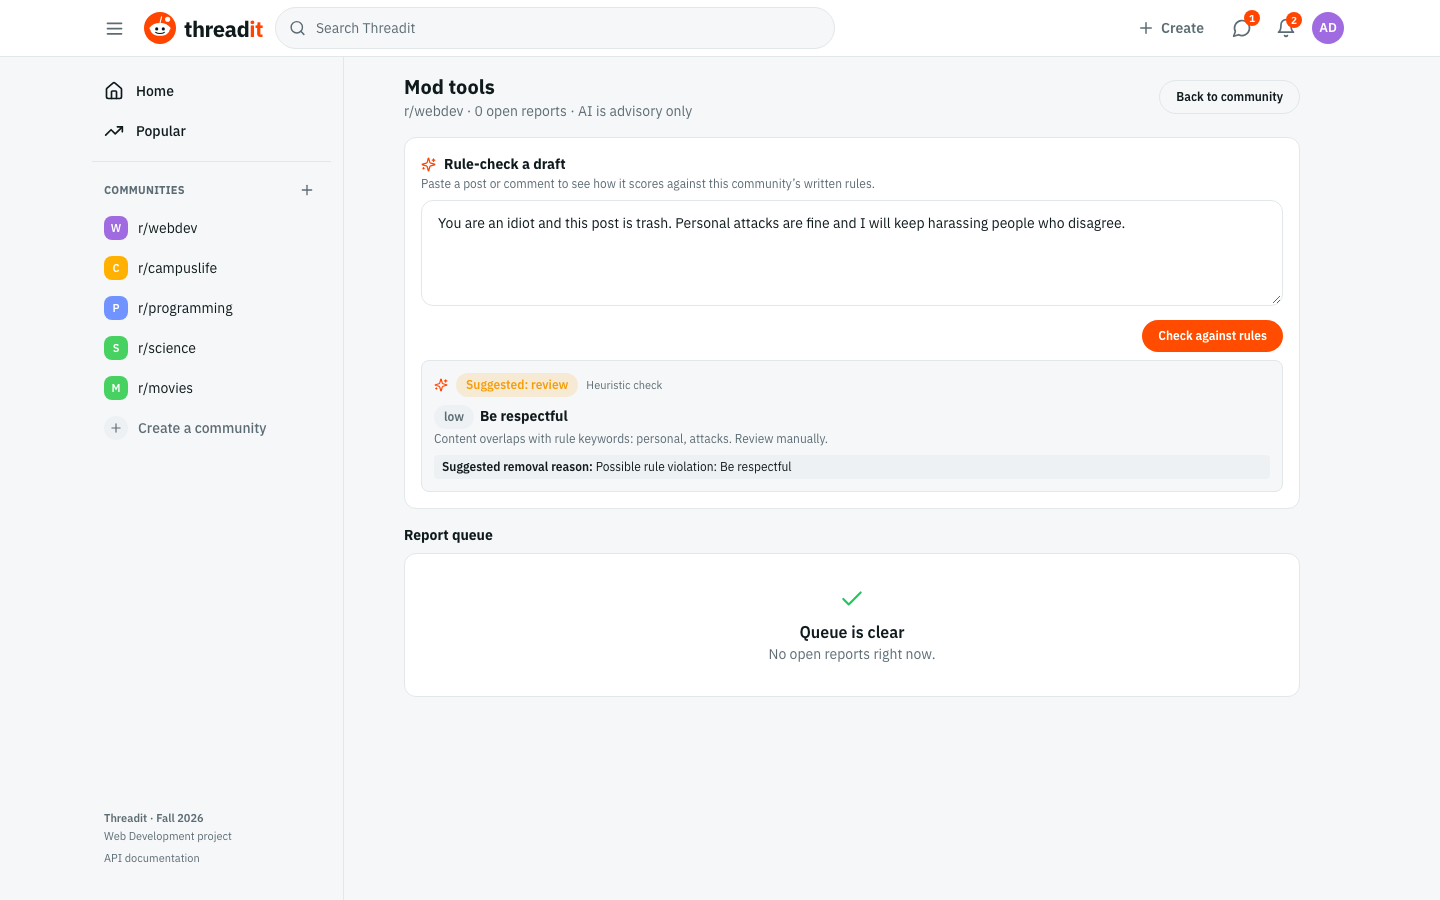 threadit
Search Threadit
Create
1
2
AD
Home
Popular
COMMUNITIES
W r/webdev
C r/campuslife
P r/programming
S r/science
M r/movies
Create a community
Threadit · Fall 2026
Web Development project
API documentation
Mod tools
r/webdev · 0 open reports · AI is advisory only
Back to community
Rule-check a draft
Paste a post or comment to see how it scores against this community’s written rules.
You are an idiot and this post is trash. Personal attacks are fine and I will keep harassing people who disagree.
Check against rules
Suggested: review Heuristic check
low Be respectful
Content overlaps with rule keywords: personal, attacks. Review manually.
Suggested removal reason: Possible rule violation: Be respectful
Report queue
Queue is clear
No open reports right now.